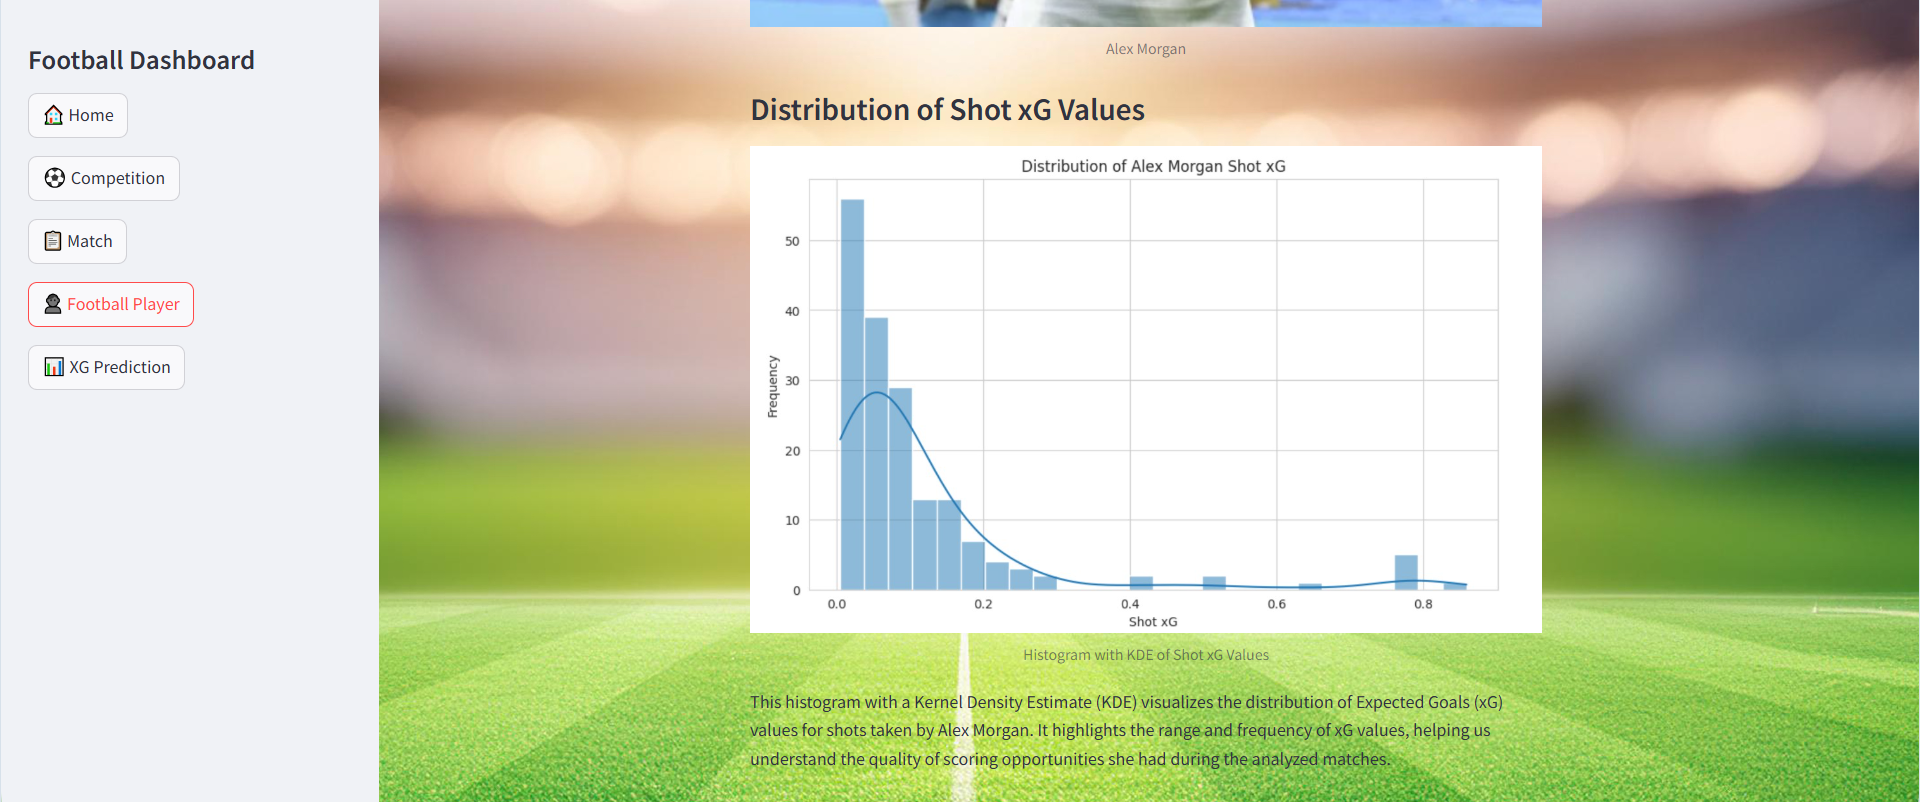 Football Dashboard
Home
Competition
Match
Football Player
XG Prediction
Alex Morgan
Distribution of Shot xG Values
Distribution of Alex Morgan Shot xG
Frequency
50
40
30
20
10
0
0.0 0.2 0.4 0.6 0.8
Shot xG
Histogram with KDE of Shot xG Values
This histogram with a Kernel Density Estimate (KDE) visualizes the distribution of Expected Goals (xG)
values for shots taken by Alex Morgan. It highlights the range and frequency of xG values, helping us
understand the quality of scoring opportunities she had during the analyzed matches.